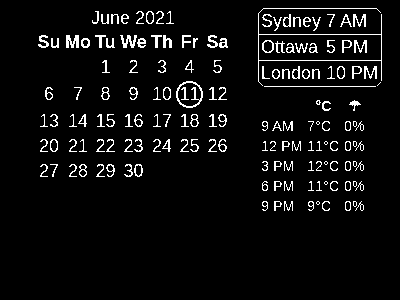 June 2021
Su Mo Tu We Th Fr Sa
1 2 3 4 5
6 7 8 9 10 11 12
13 14 15 16 17 18 19
20 21 22 23 24 25 26
27 28 29 30
Sydney 7 AM
Ottawa 5 PM
London 10 PM
°C ☂
9 AM 7°C 0%
12 PM 11°C 0%
3 PM 12°C 0%
6 PM 11°C 0%
9 PM 9°C 0%